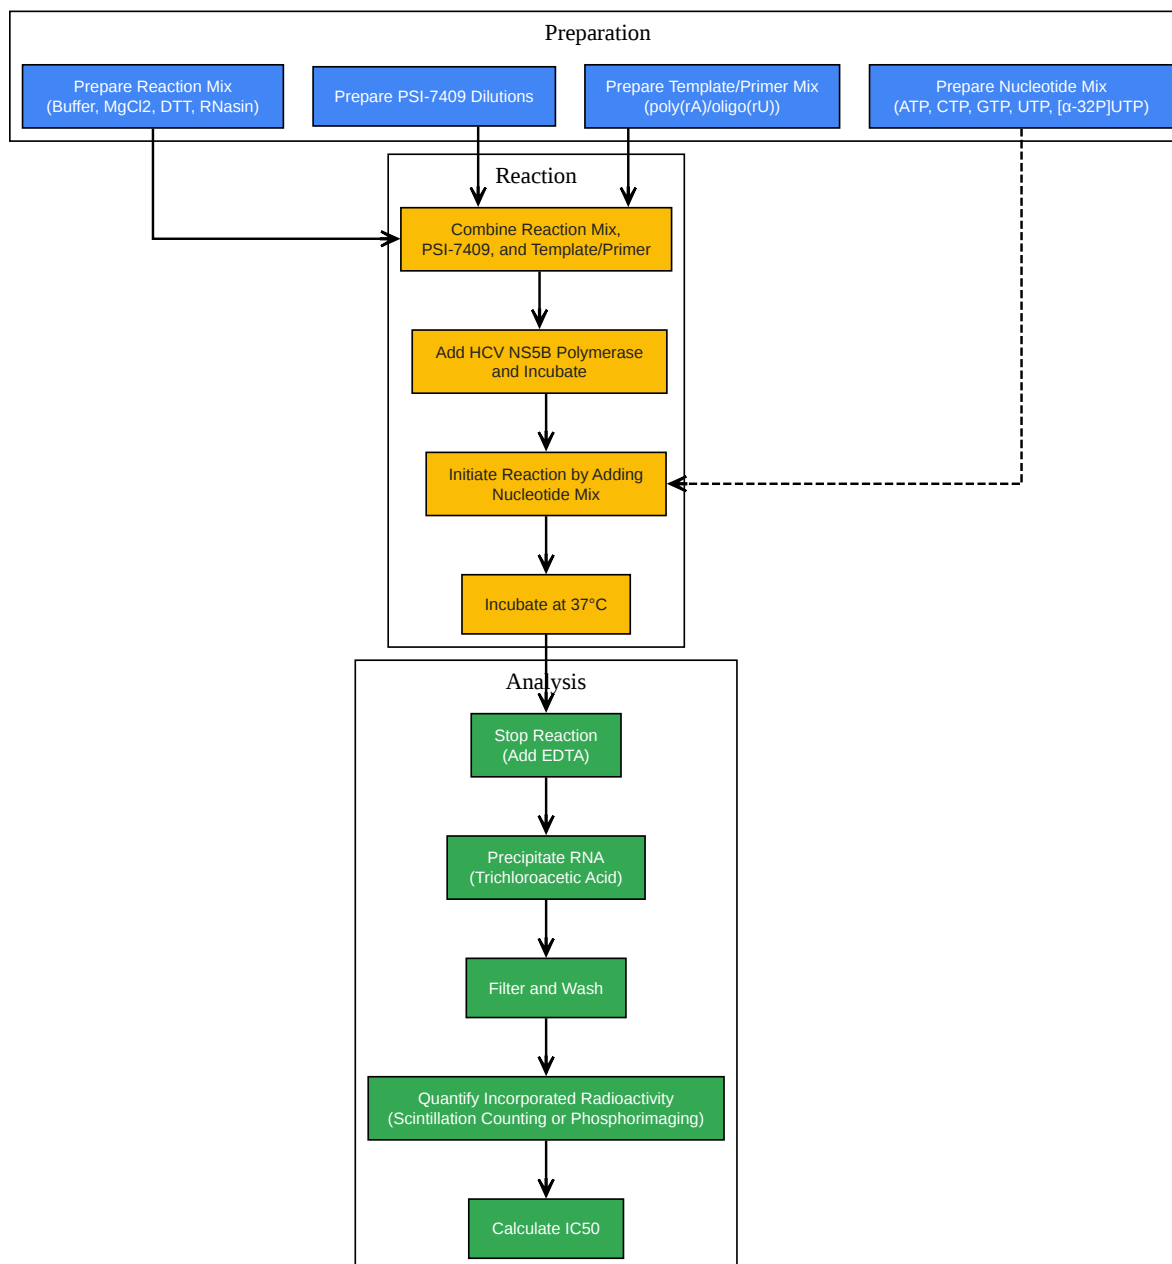 Preparation
Prepare Reaction Mix
(Buffer, MgCl2, DTT, RNasin)
Prepare PSI-7409 Dilutions
Prepare Template/Primer Mix
(poly(rA)/oligo(rU))
Prepare Nucleotide Mix
(ATP, CTP, GTP, UTP, [α-32P]UTP)
Reaction
Combine Reaction Mix,
PSI-7409, and Template/Primer
Add HCV NS5B Polymerase
and Incubate
Initiate Reaction by Adding
Nucleotide Mix
Incubate at 37°C
Analysis
Stop Reaction
(Add EDTA)
Precipitate RNA
(Trichloroacetic Acid)
Filter and Wash
Quantify Incorporated Radioactivity
(Scintillation Counting or Phosphorimaging)
Calculate IC50